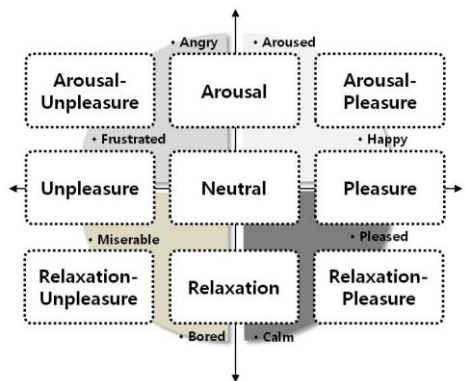 • Angry
• Aroused
Arousal-
Unpleasure
Arousal
Arousal-
Pleasure
• Frustrated
• Happy
Unpleasure
Neutral
Pleasure
• Miserable
• Pleased
Relaxation-
Unpleasure
Relaxation
Relaxation-
Pleasure
• Bored
• Calm